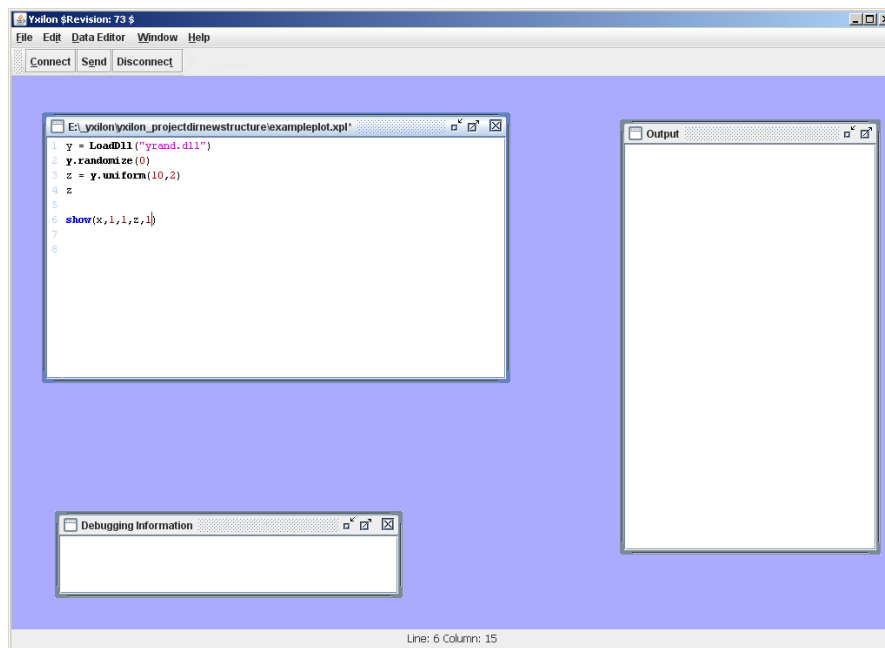 Yxilon $Revision: 73 $
File Edit Data Editor Window Help
Connect Send Disconnect
E:\_yxilon\yxilon_projectdirnewstructure\exampleplot.xpl*
1 y = LoadDll("yrand.dll")
2 y.randomize(0)
3 z = y.uniform(10,2)
4 z
5
6 show(x,1,1,z,1)
7
8
Output
Debugging Information
Line: 6 Column: 15